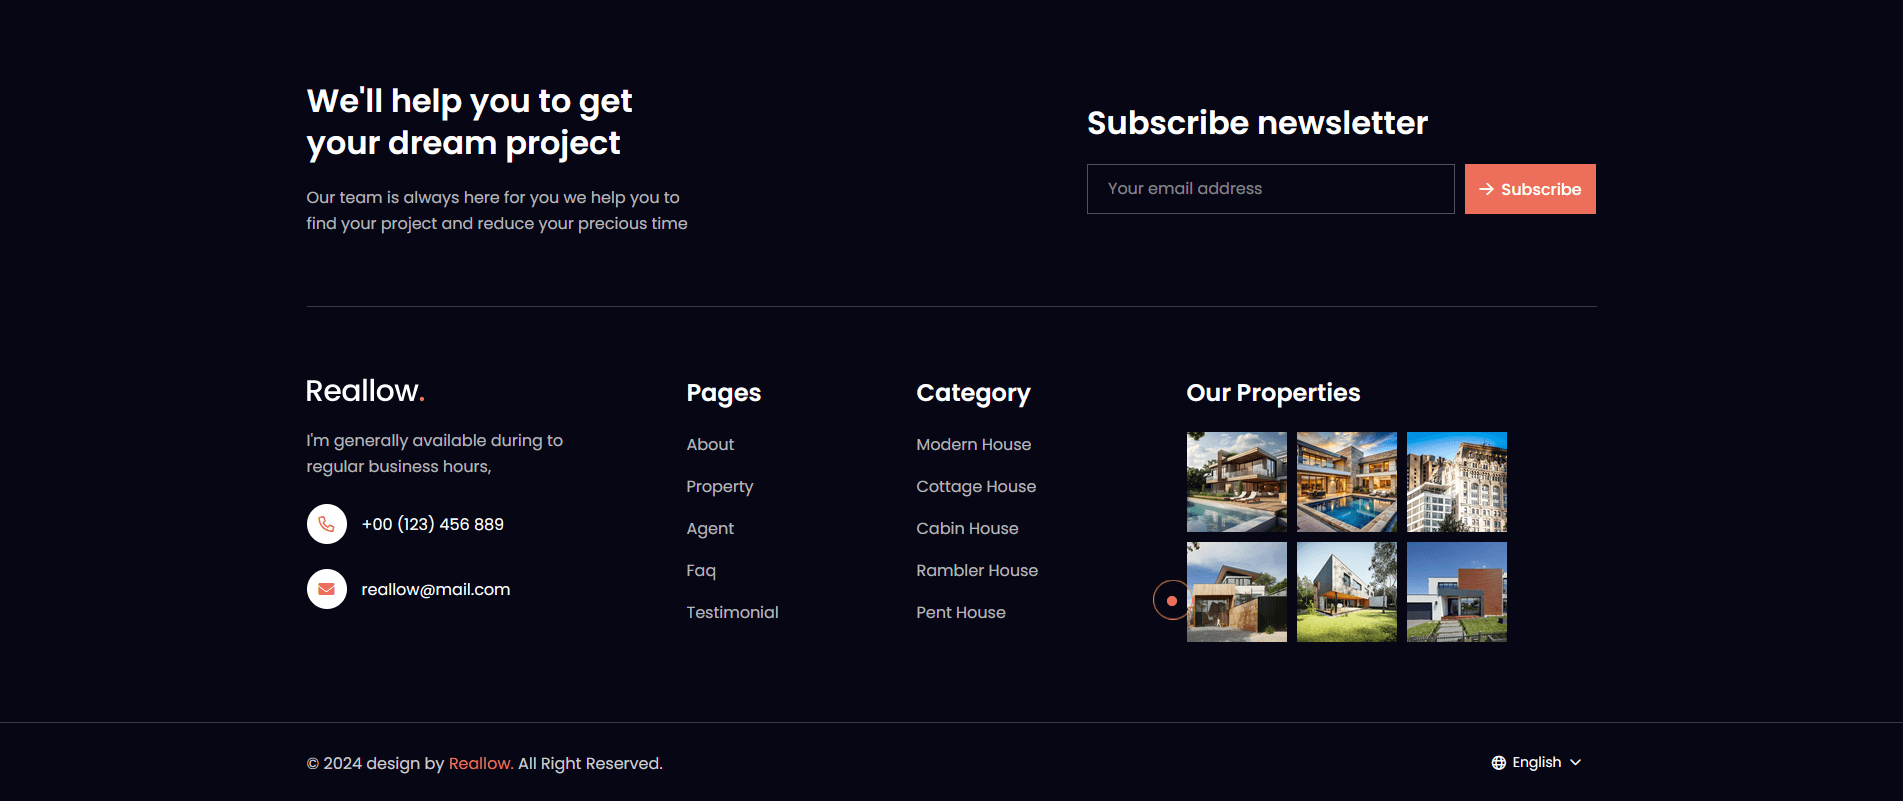 We'll help you to get
your dream project
Our team is always here for you we help you to
find your project and reduce your precious time
Subscribe newsletter
Your email address
Subscribe
Reallow.
I'm generally available during to
regular business hours,
+00 (123) 456 889
reallow@mail.com
Pages
About
Property
Agent
Faq
Testimonial
Category
Modern House
Cottage House
Cabin House
Rambler House
Pent House
Our Properties
© 2024 design by Reallow. All Right Reserved.
English